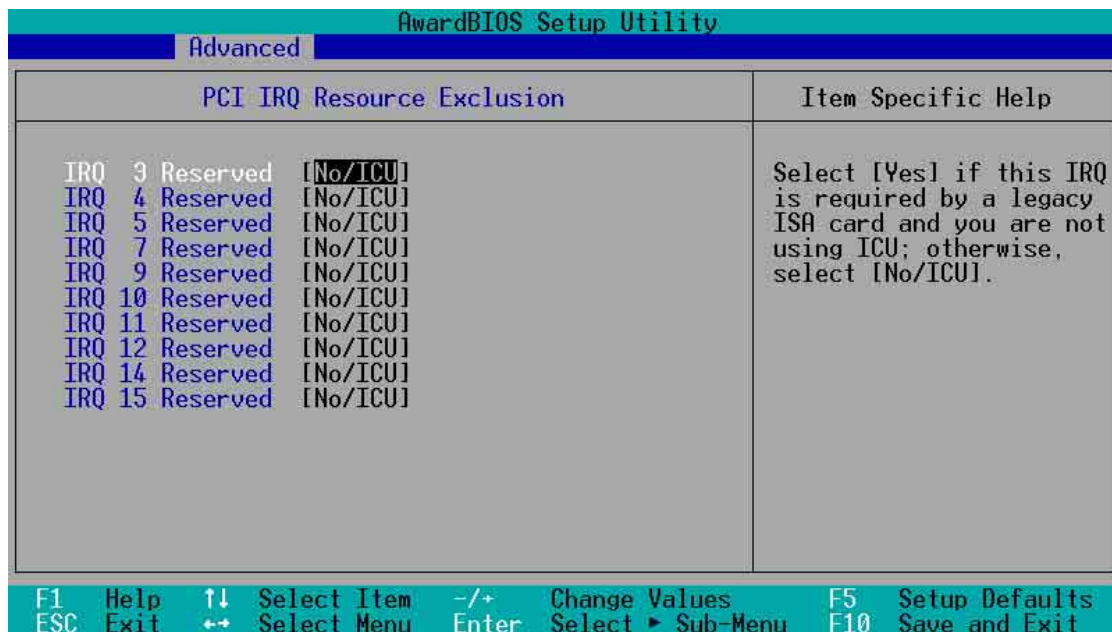 AwardBIOS Setup Utility
Advanced
PCI IRQ Resource Exclusion
Item Specific Help
IRQ 3 Reserved [No/ICU]
IRQ 4 Reserved [No/ICU]
IRQ 5 Reserved [No/ICU]
IRQ 7 Reserved [No/ICU]
IRQ 9 Reserved [No/ICU]
IRQ 10 Reserved [No/ICU]
IRQ 11 Reserved [No/ICU]
IRQ 12 Reserved [No/ICU]
IRQ 14 Reserved [No/ICU]
IRQ 15 Reserved [No/ICU]
Select [Yes] if this IRQ
is required by a legacy
ISA card and you are not
using ICU; otherwise,
select [No/ICU].
F1 Help ↑↓ Select Item -/+ Change Values F5 Setup Defaults
ESC Exit ←→ Select Menu Enter Select ► Sub-Menu F10 Save and Exit